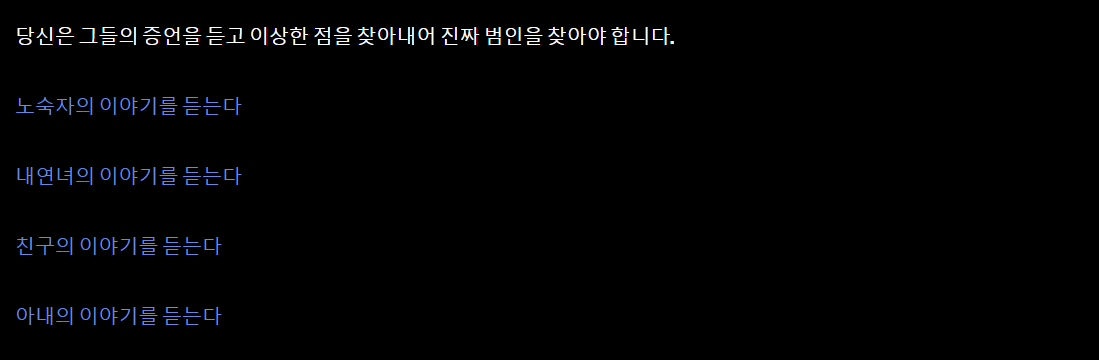 당신은 그들의 증언을 듣고 이상한 점을 찾아내어 진짜 범인을 찾아야 합니다.
노숙자의 이야기를 듣는다
내연녀의 이야기를 듣는다
친구의 이야기를 듣는다
아내의 이야기를 듣는다